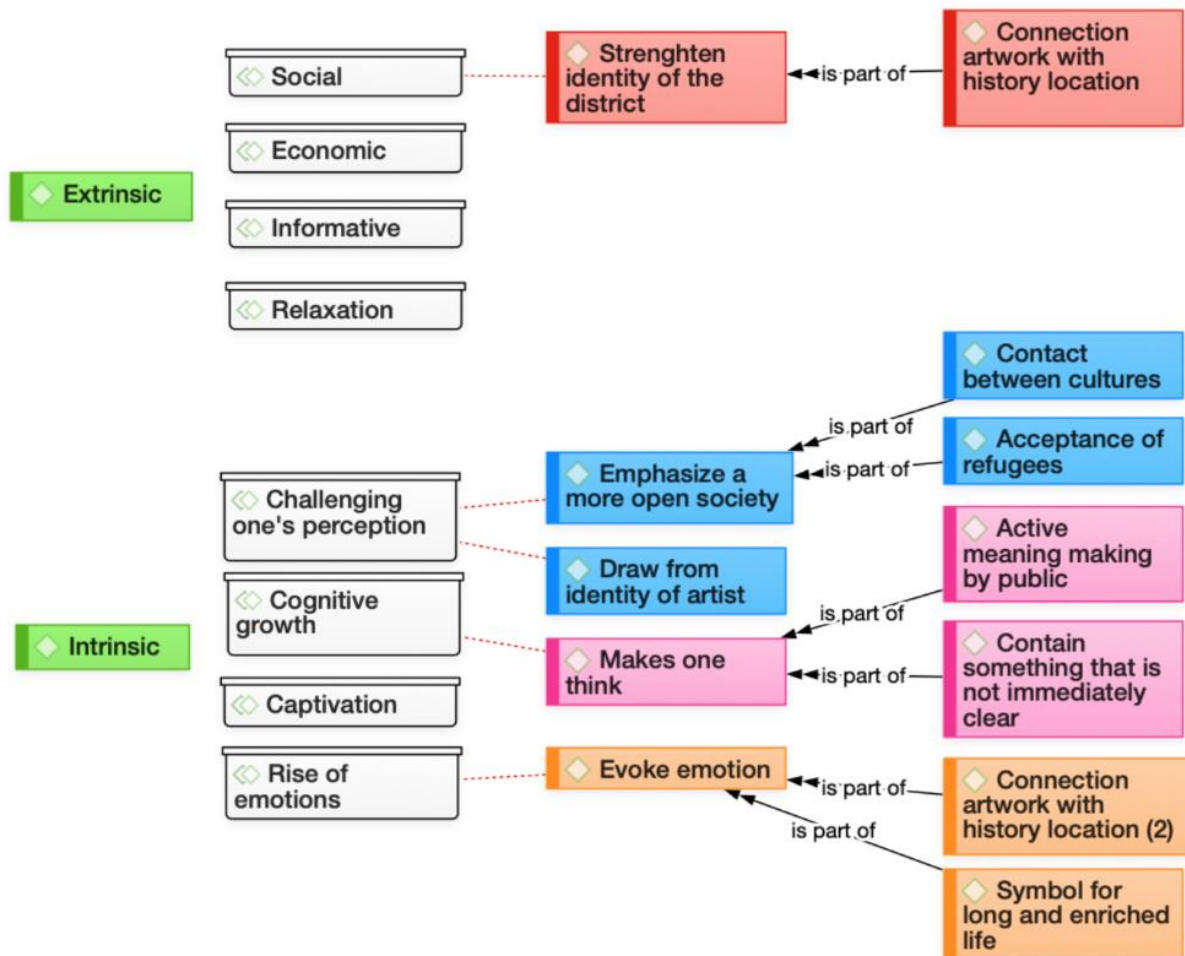 Social
Strenghten
identity of the
district
is part of
Connection
artwork with
history location
Economic
Extrinsic
Informative
Relaxation
Contact
between cultures
is part of
Acceptance of
refugees
is part of
Challenging
one's perception
Emphasize a
more open society
Active
meaning making
by public
is part of
Draw from
identity of artist
Cognitive
growth
Intrinsic
Makes one
think
is part of
Contain
something that is
not immediately
clear
Captivation
Rise of
emotions
Evoke emotion
is part of
Connection
artwork with
history location (2)
is part of
Symbol for
long and enriched
life